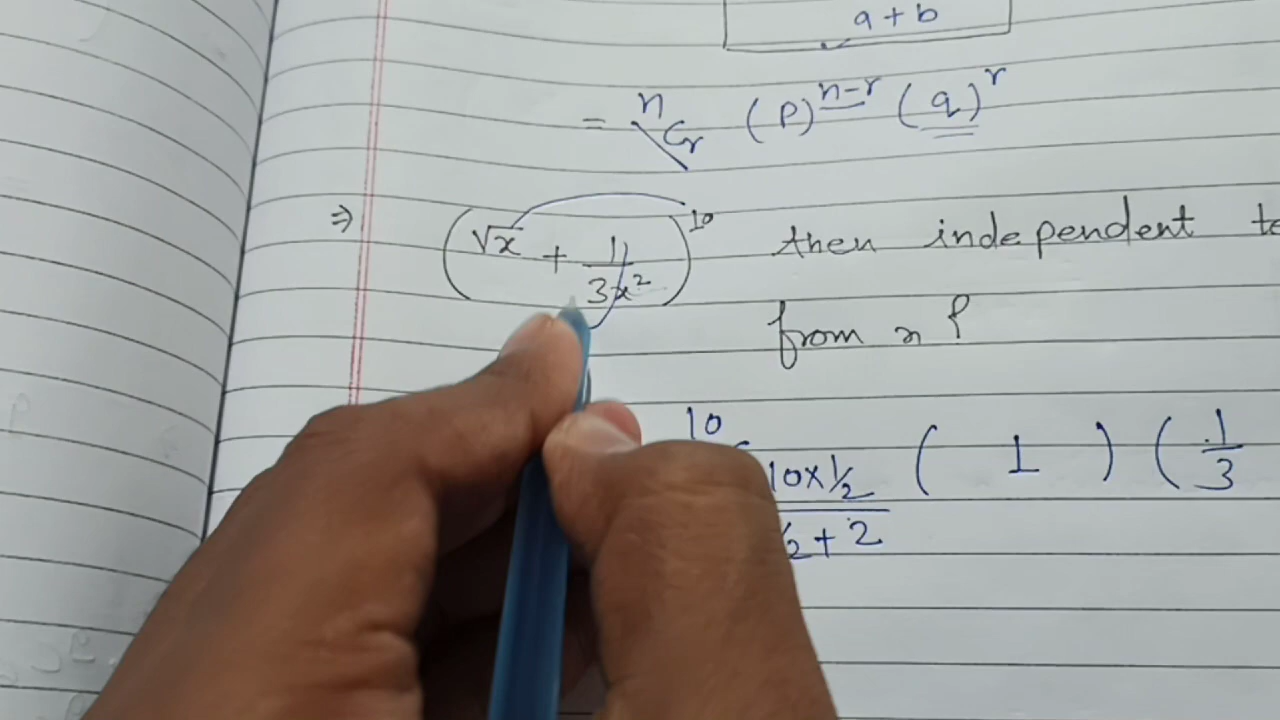 a + b
= nCr (P)^n-r (q)^r
⇒ (√x + 1/3x²)^10 then independent te
from x ?
10 ( 1 ) ( 1/3
10×1/2
1/2 + 2